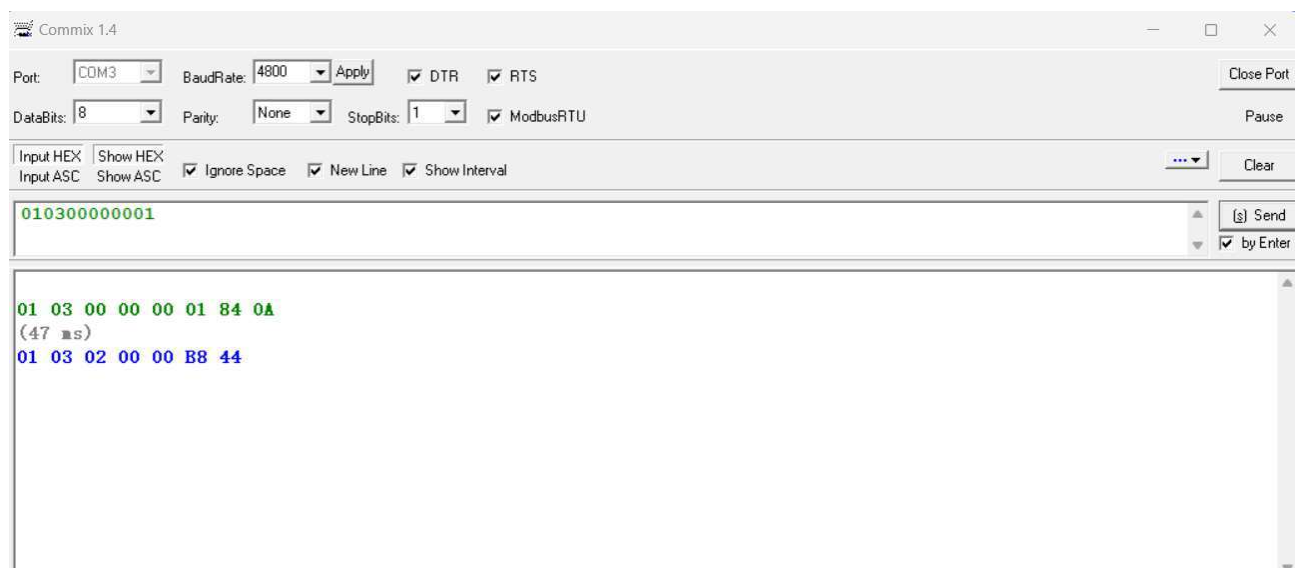 Commix 1.4
Port: COM3 BaudRate: 4800 Apply DTR RTS Close Port
DataBits: 8 Parity: None StopBits: 1 ModbusRTU Pause
Input HEX Show HEX
Input ASC Show ASC Ignore Space New Line Show Interval ... Clear
010300000001 (s) Send
by Enter
01 03 00 00 00 01 84 0A
(47 ms)
01 03 02 00 00 B8 44